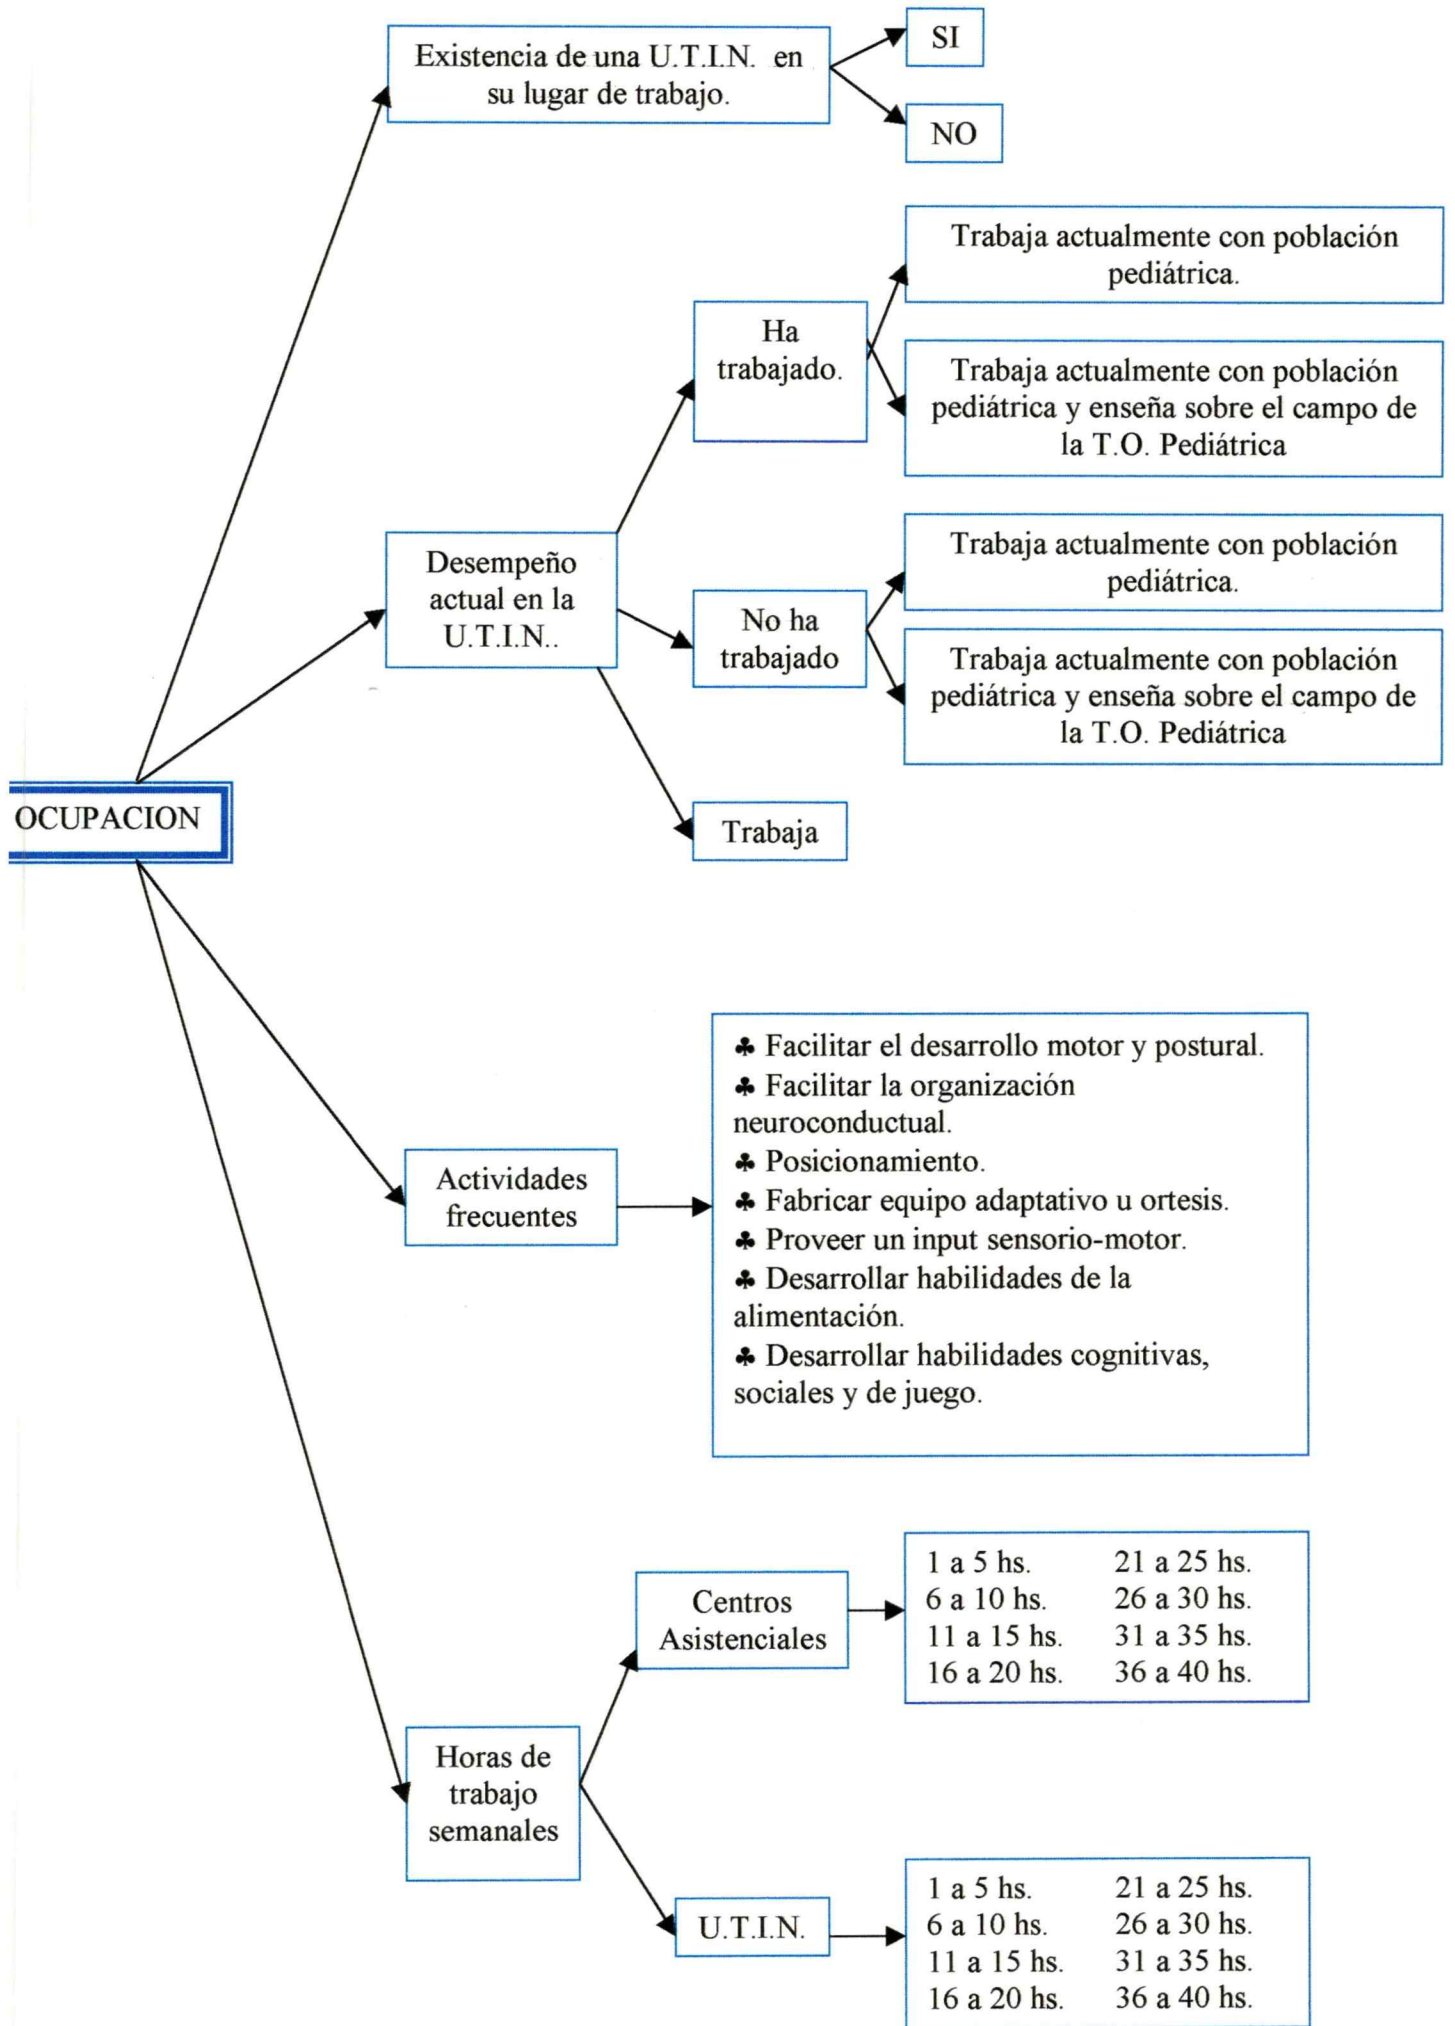 Existencia de una U.T.I.N. en
su lugar de trabajo.
SI
NO
Trabaja actualmente con población
pediátrica.
Ha
trabajado.
Trabaja actualmente con población
pediátrica y enseña sobre el campo de
la T.O. Pediátrica
Desempeño
actual en la
U.T.I.N..
Trabaja actualmente con población
pediátrica.
No ha
trabajado
Trabaja actualmente con población
pediátrica y enseña sobre el campo de
la T.O. Pediátrica
Trabaja
OCUPACION
Actividades
frecuentes
♣ Facilitar el desarrollo motor y postural.
♣ Facilitar la organización
neuroconductual.
♣ Posicionamiento.
♣ Fabricar equipo adaptativo u ortesis.
♣ Proveer un input sensorio-motor.
♣ Desarrollar habilidades de la
alimentación.
♣ Desarrollar habilidades cognitivas,
sociales y de juego.
Horas de
trabajo
semanales
Centros
Asistenciales
1 a 5 hs. 21 a 25 hs.
6 a 10 hs. 26 a 30 hs.
11 a 15 hs. 31 a 35 hs.
16 a 20 hs. 36 a 40 hs.
U.T.I.N.
1 a 5 hs. 21 a 25 hs.
6 a 10 hs. 26 a 30 hs.
11 a 15 hs. 31 a 35 hs.
16 a 20 hs. 36 a 40 hs.